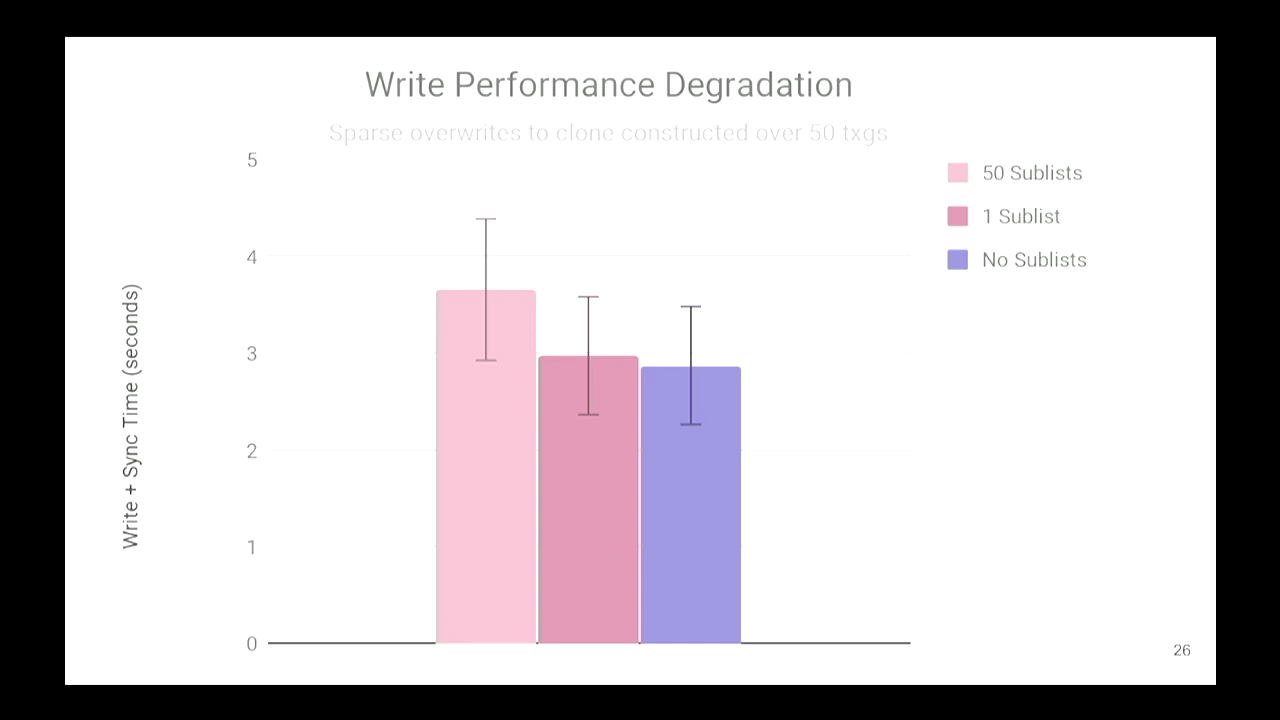 Write Performance Degradation
Sparse overwrites to clone constructed over 50 txgs
5
4
3
2
1
0
Write + Sync Time (seconds)
50 Sublists
1 Sublist
No Sublists
26